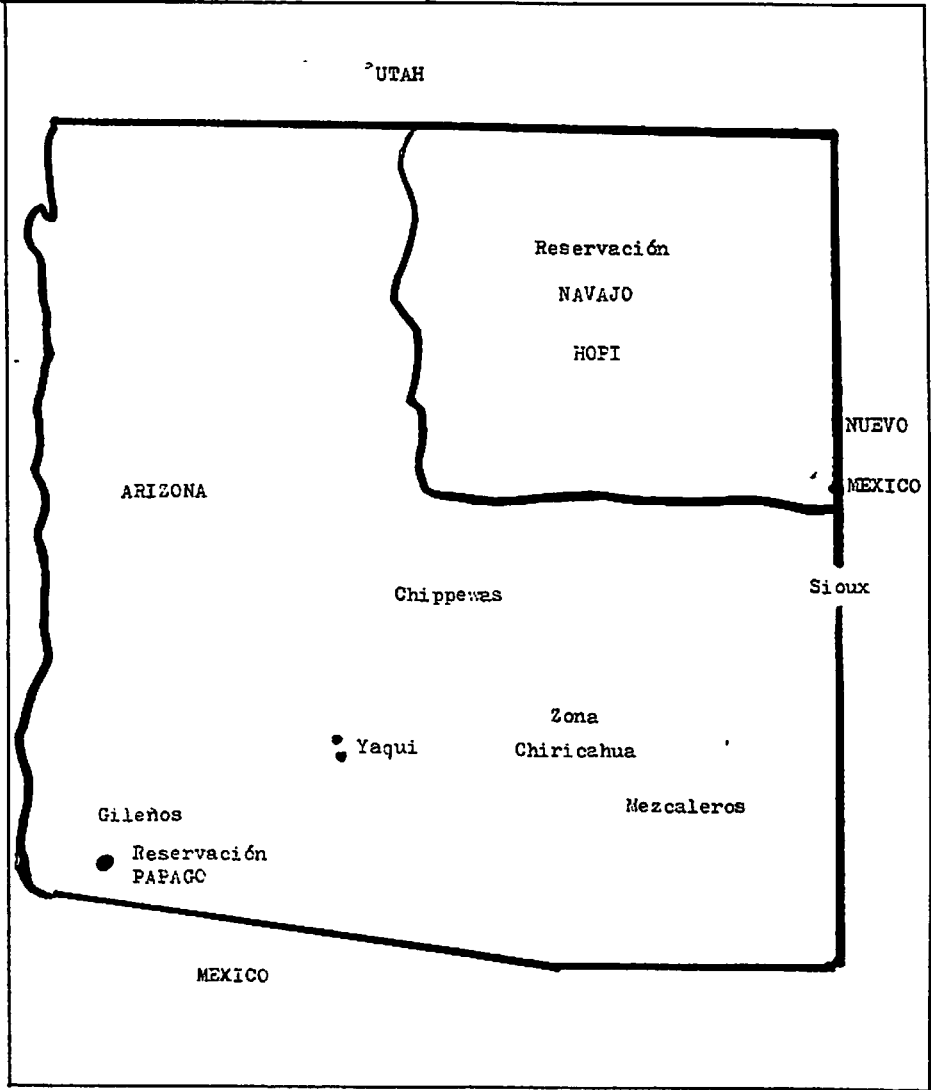 UTAH
Reservación
NAVAJO
HOPI
NUEVO
MEXICO
ARIZONA
Sioux
Chippewas
Zona
Chiricahua
Yaqui
Mezcaleros
Gileños
Reservación
PAPAGO
MEXICO